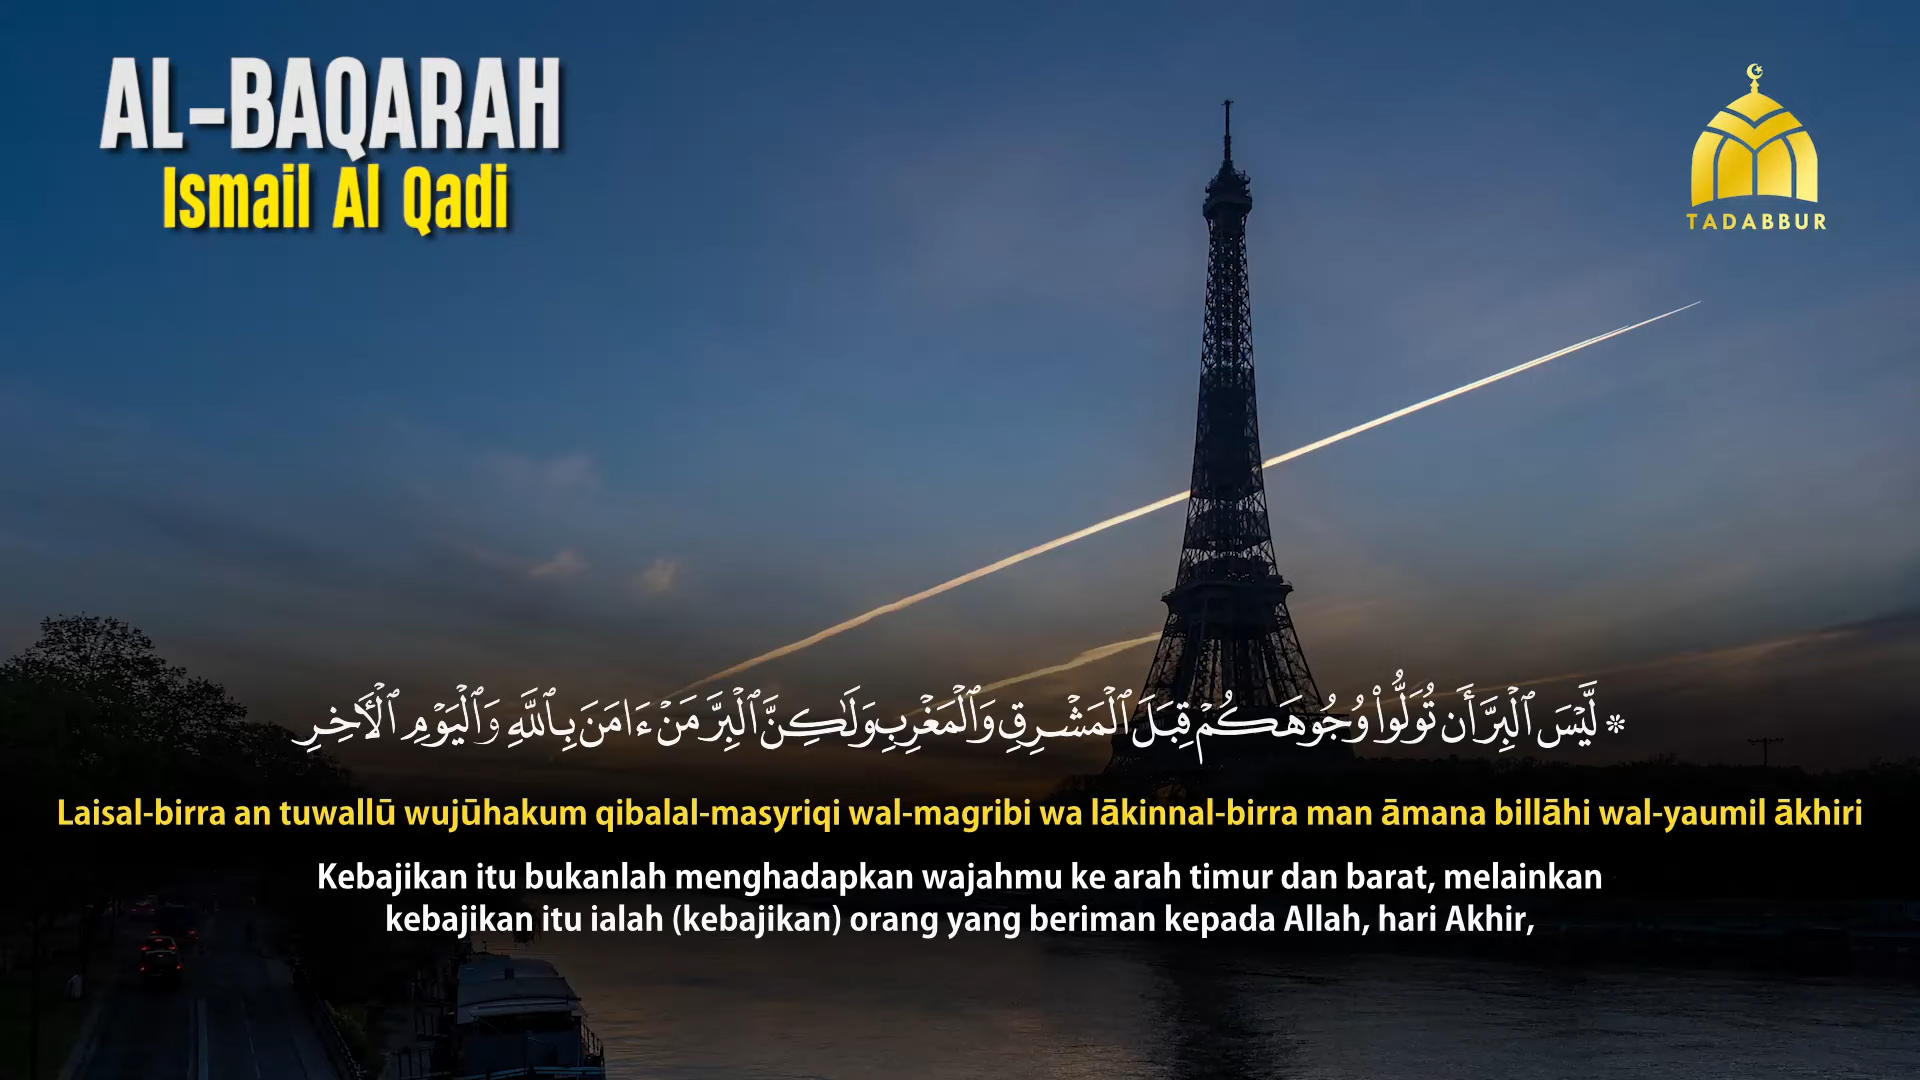 AL-BAQARAH
Ismail Al Qadi
TADABBUR
۞ لَّيْسَ ٱلْبِرَّ أَن تُوَلُّوا۟ وُجُوهَكُمْ قِبَلَ ٱلْمَشْرِقِ وَٱلْمَغْرِبِ وَلَـٰكِنَّ ٱلْبِرَّ مَنْ ءَامَنَ بِٱللَّهِ وَٱلْيَوْمِ ٱلْـَٔاخِرِ
Laisal-birra an tuwallū wujūhakum qibalal-masyriqi wal-magribi wa lākinnal-birra man āmana billāhi wal-yaumil ākhiri
Kebajikan itu bukanlah menghadapkan wajahmu ke arah timur dan barat, melainkan
kebajikan itu ialah (kebajikan) orang yang beriman kepada Allah, hari Akhir,